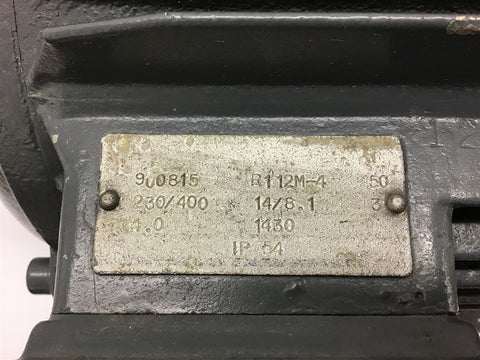 900815 R112M-4 50
230/400 14/8.1 3
4.0 1430
IP 54